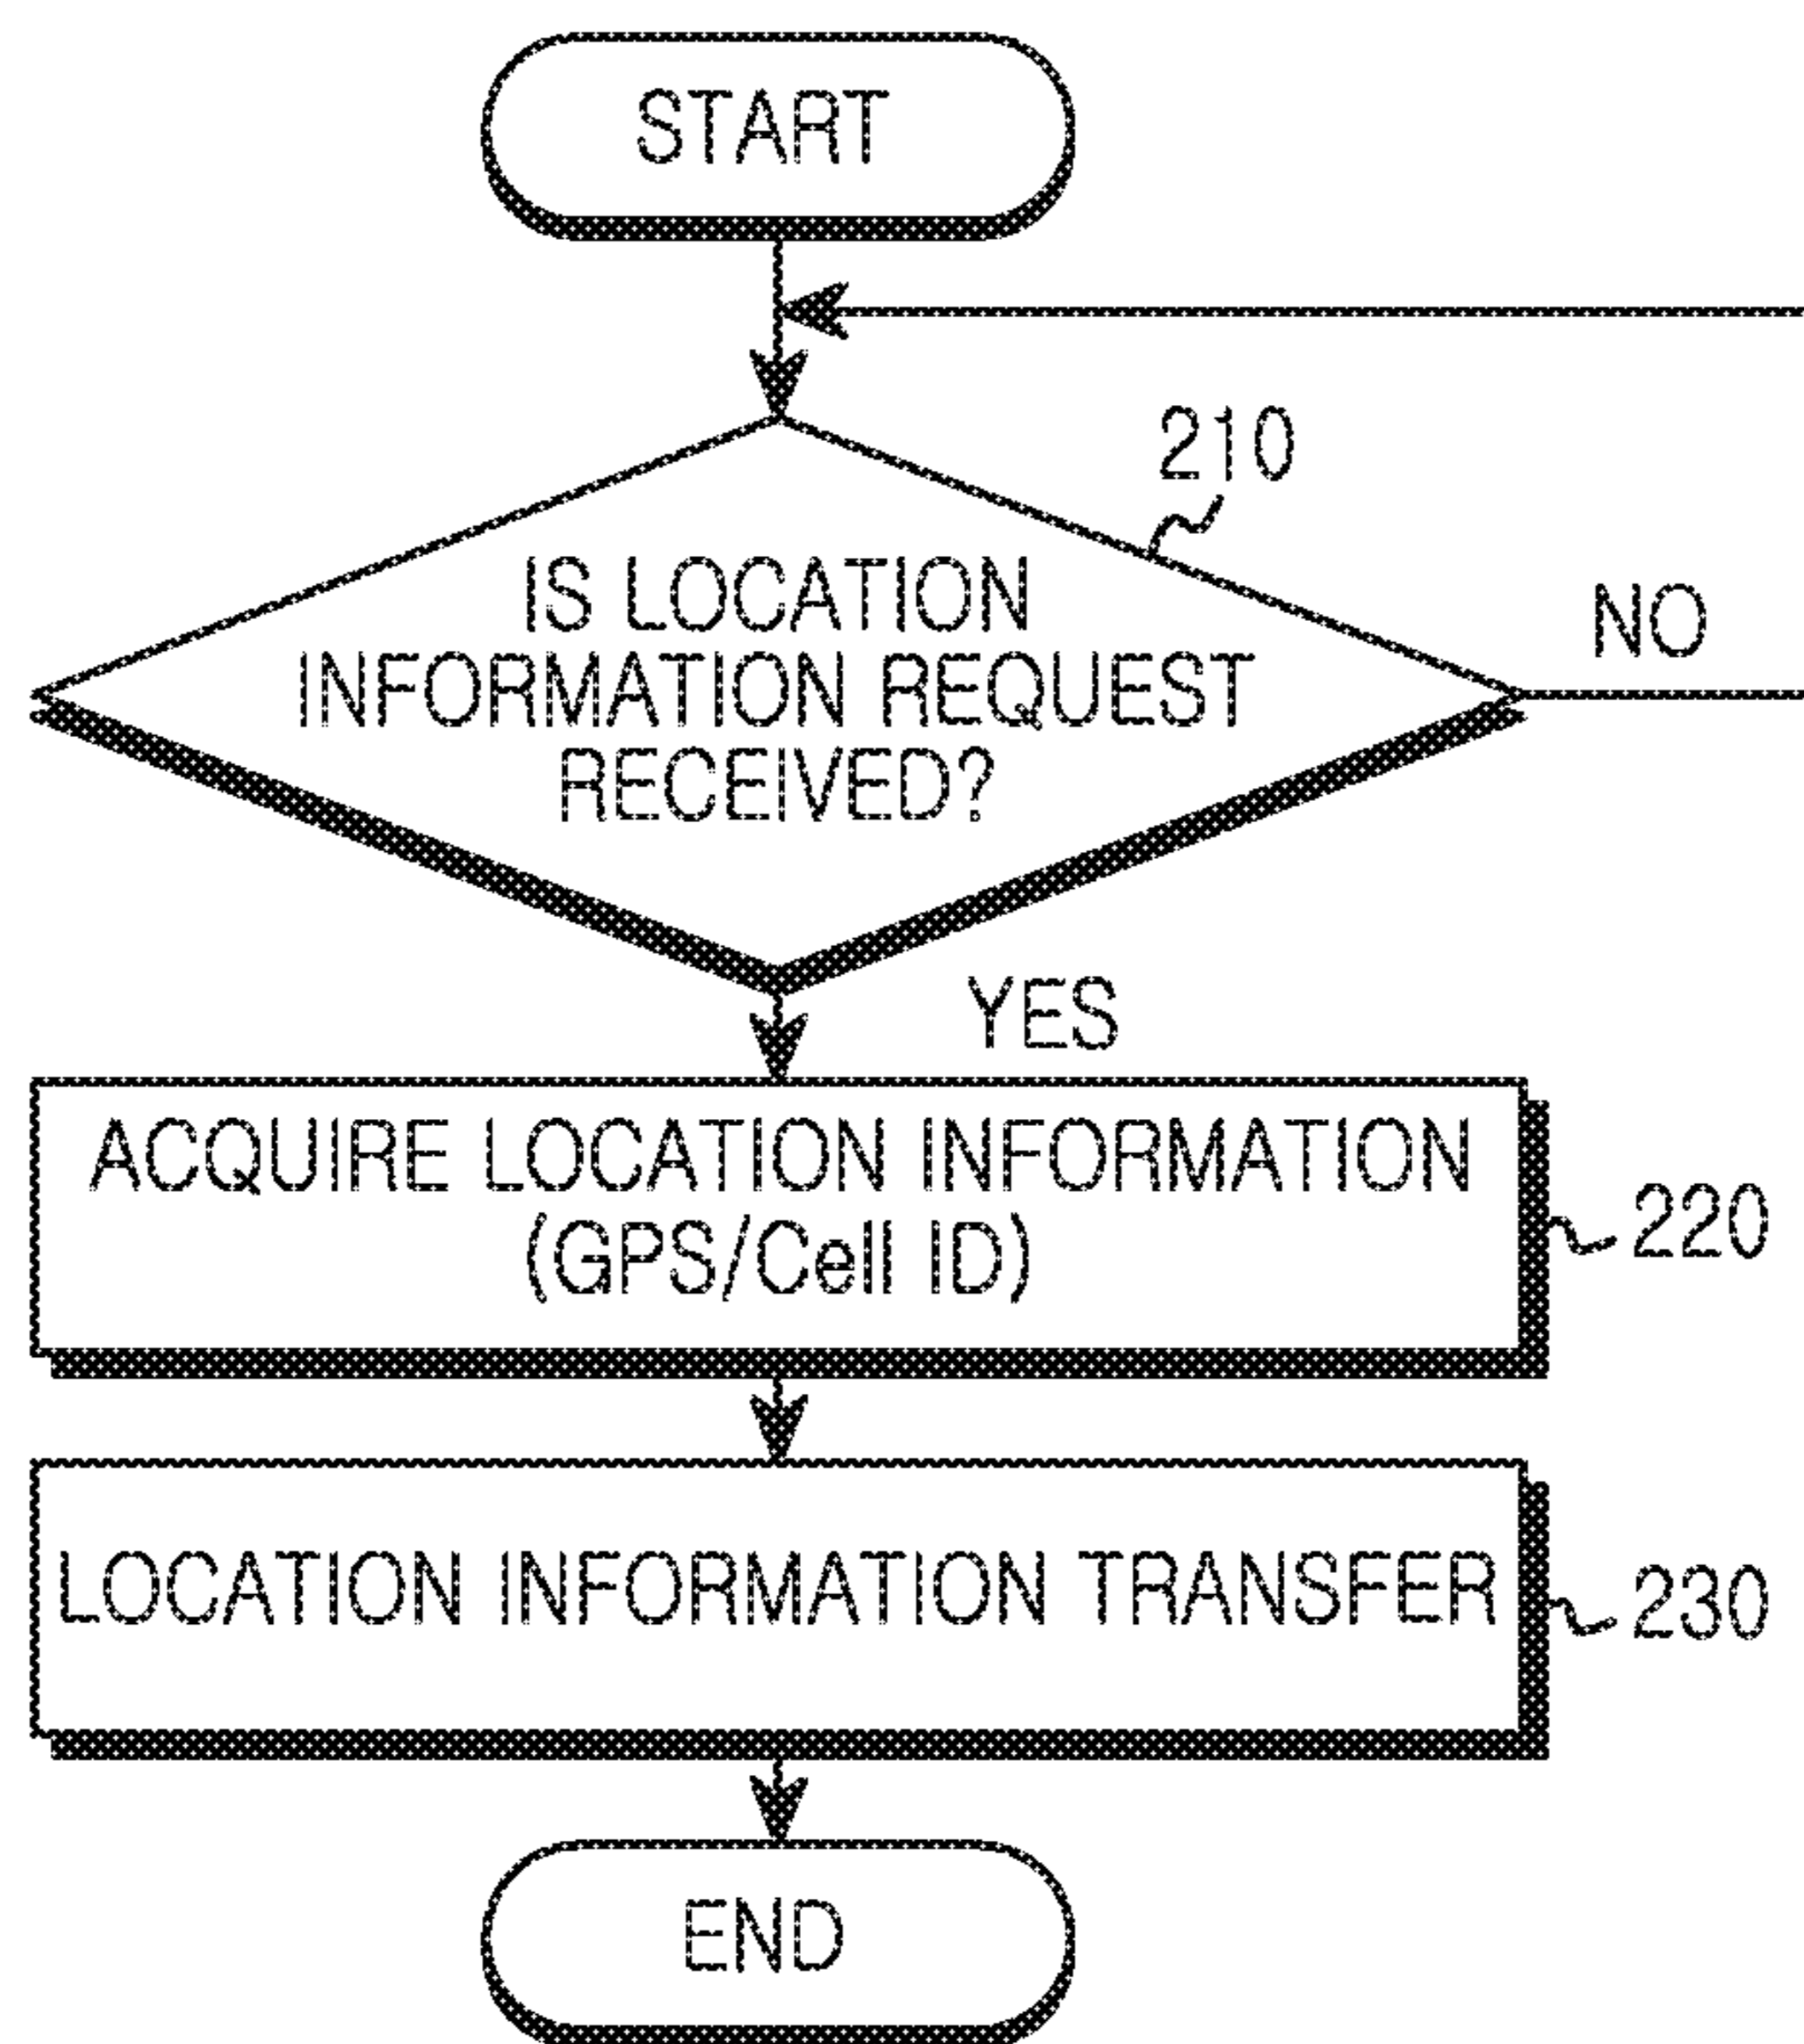 START
210
IS LOCATION
INFORMATION REQUEST
RECEIVED?
NO
YES
ACQUIRE LOCATION INFORMATION
(GPS/Cell ID)
220
LOCATION INFORMATION TRANSFER
230
END